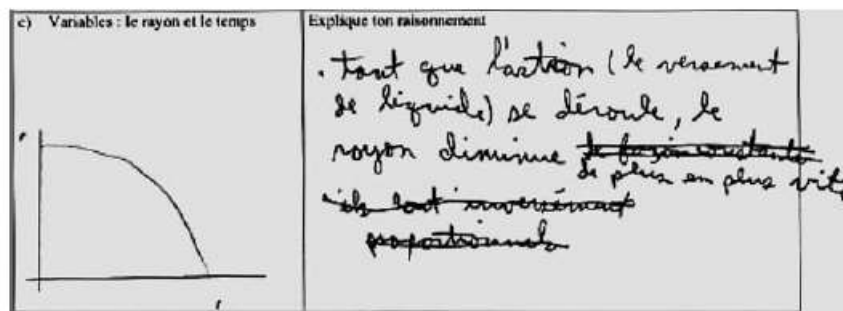 c) Variables : le rayon et le temps
Explique ton raisonnement
r
t
• tant que l'action (le versement
de liquide) se déroule, le
rayon diminue de façon constante
de plus en plus vite
• ils sont inversément
proportionnels